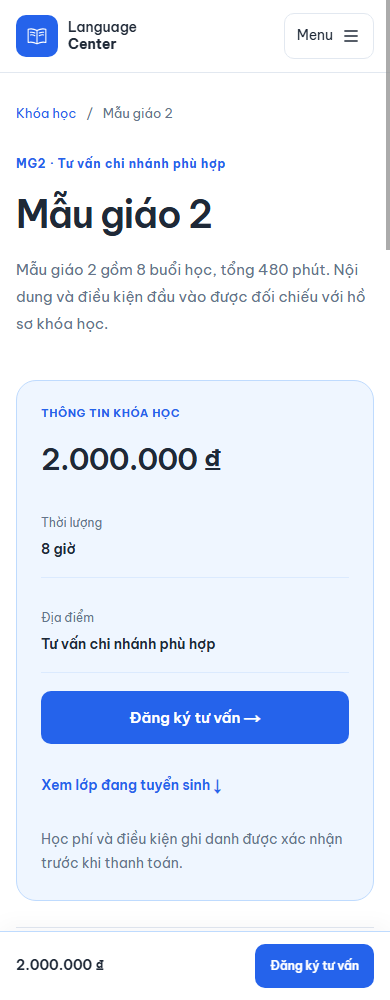 Language
Center
Menu
Khóa học / Mẫu giáo 2
MG2 · Tư vấn chi nhánh phù hợp
Mẫu giáo 2
Mẫu giáo 2 gồm 8 buổi học, tổng 480 phút. Nội
dung và điều kiện đầu vào được đối chiếu với hồ
sơ khóa học.
THÔNG TIN KHÓA HỌC
2.000.000 ₫
Thời lượng
8 giờ
Địa điểm
Tư vấn chi nhánh phù hợp
Đăng ký tư vấn →
Xem lớp đang tuyển sinh ↓
Học phí và điều kiện ghi danh được xác nhận
trước khi thanh toán.
2.000.000 ₫
Đăng ký tư vấn